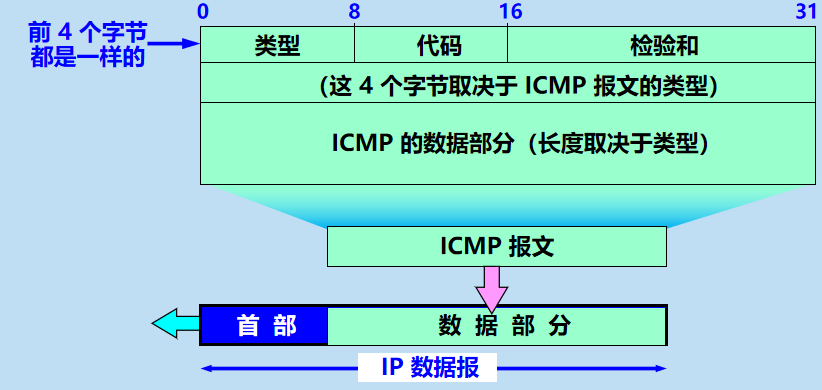 0 8 16 31
前 4 个字节
都是一样的
类型 代码 检验和
（这 4 个字节取决于 ICMP 报文的类型）
ICMP 的数据部分（长度取决于类型）
ICMP 报文
首 部 数 据 部 分
IP 数据报